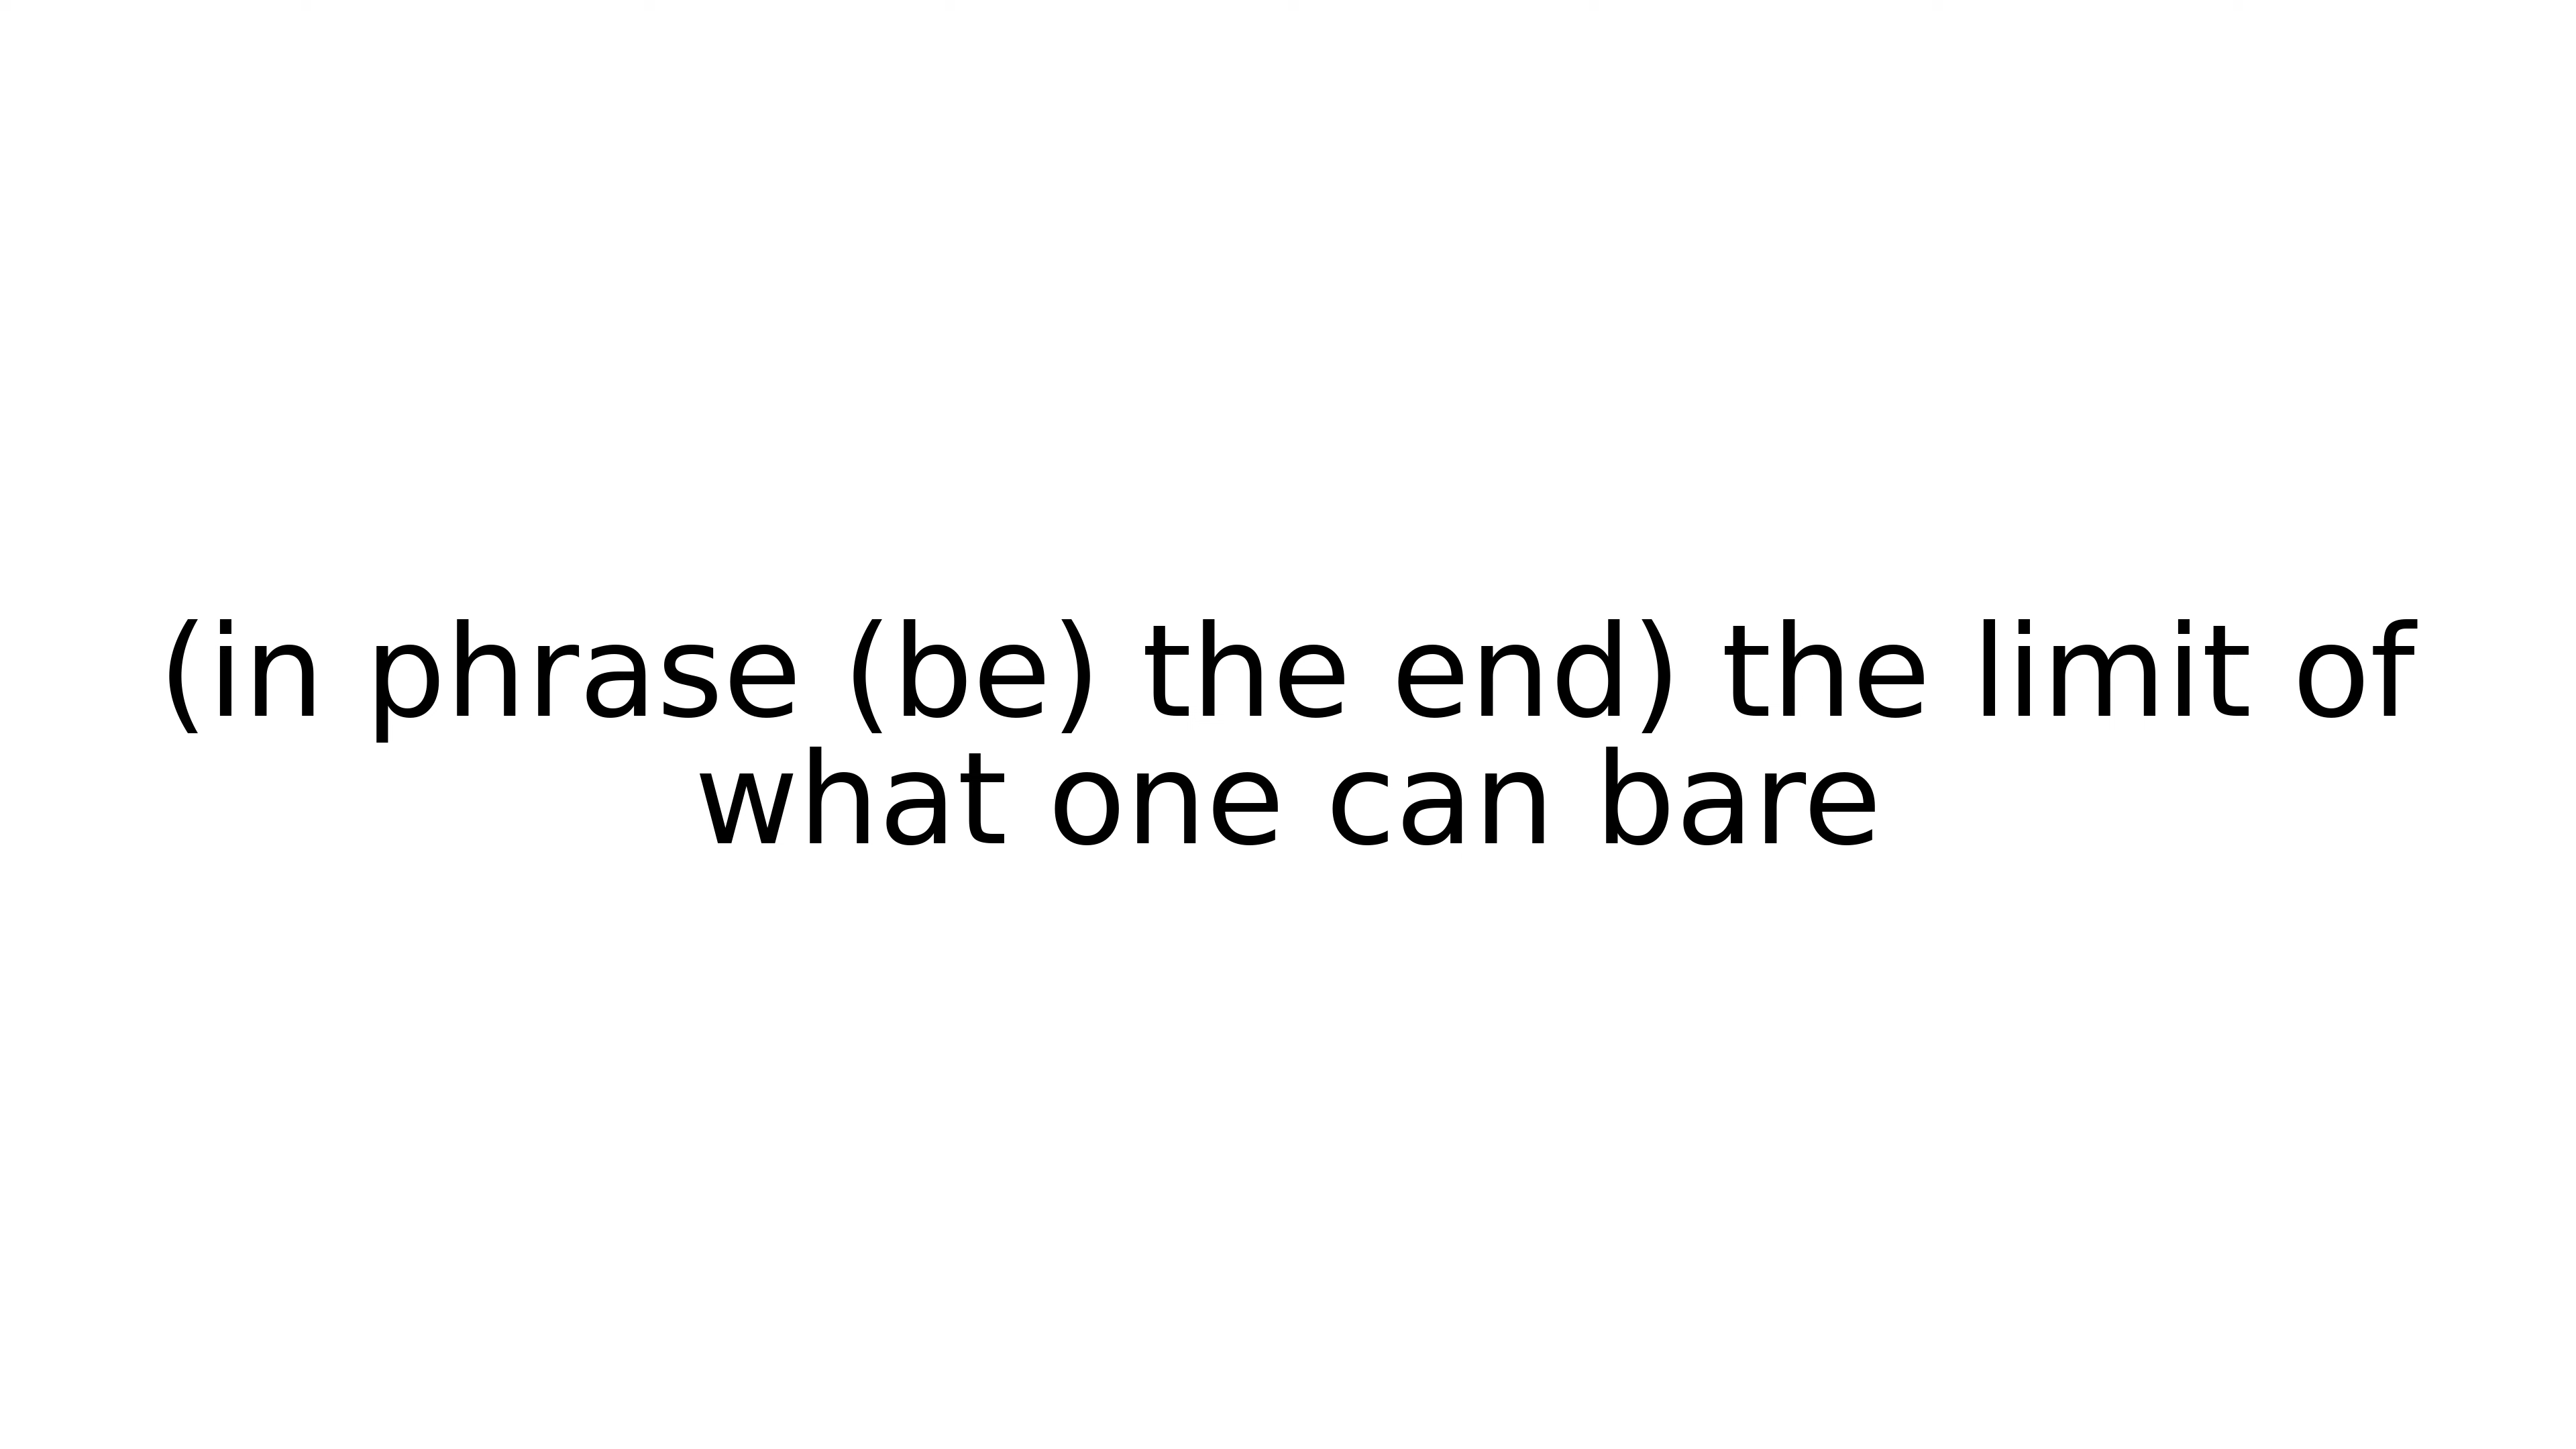 (in phrase (be) the end) the limit of
what one can bare